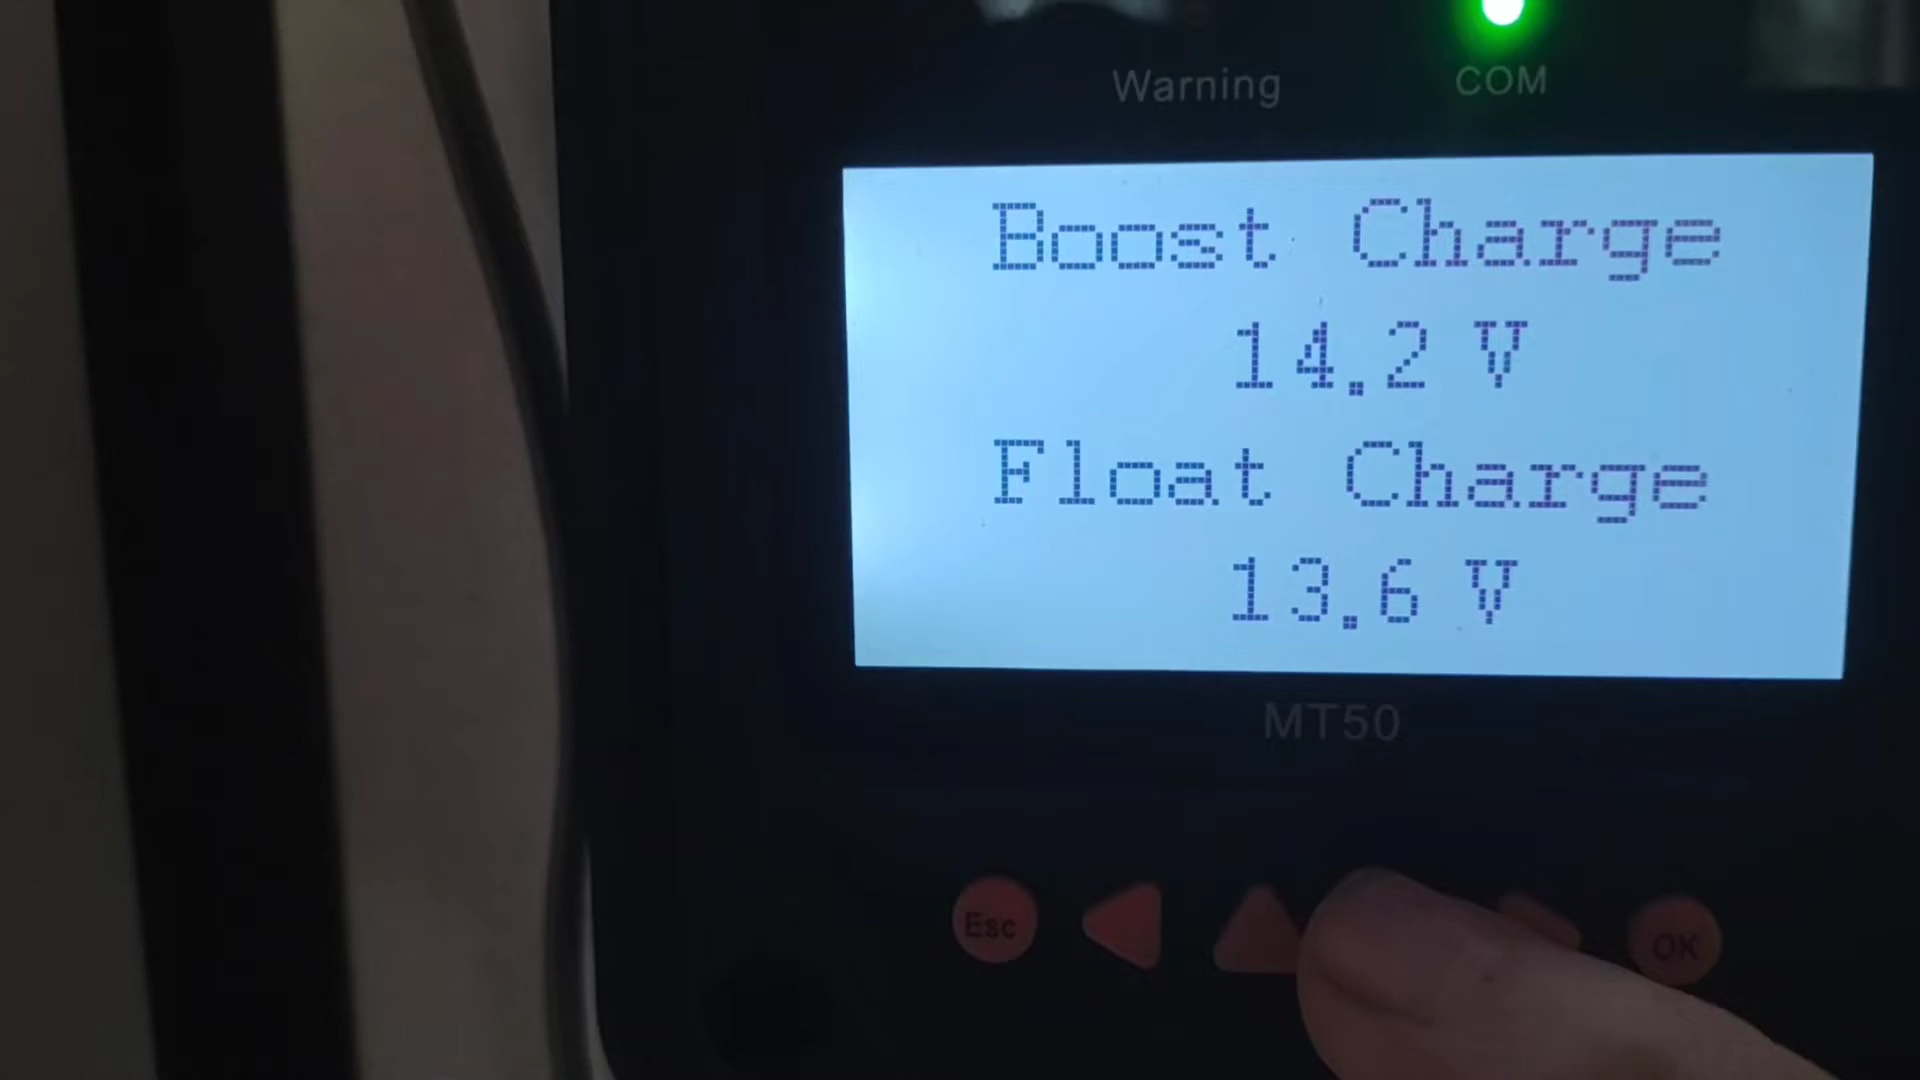 Warning COM
Boost Charge
14.2 V
Float Charge
13.6 V
MT50
Esc OK